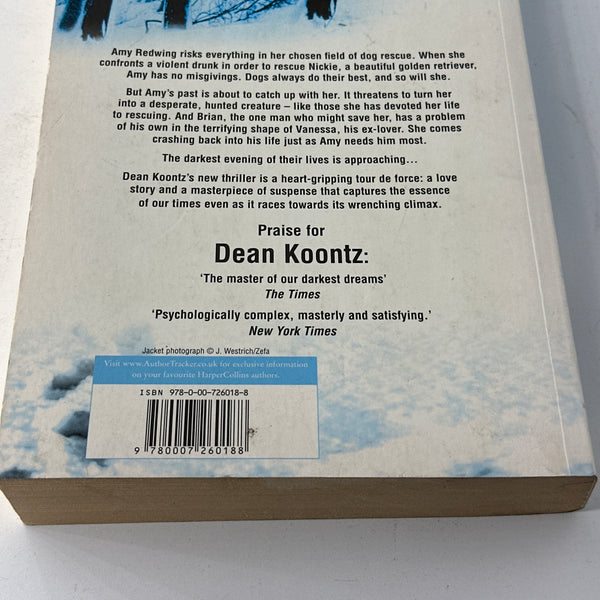 Amy Redwing risks everything in her chosen field of dog rescue. When she
confronts a violent drunk in order to rescue Nickie, a beautiful golden retriever,
Amy has no misgivings. Dogs always do their best, and so will she.
But Amy's past is about to catch up with her. It threatens to turn her
into a desperate, hunted creature – like those she has devoted her life
to rescuing. And Brian, the one man who might save her, has a problem
of his own in the terrifying shape of Vanessa, his ex-lover. She comes
crashing back into his life just as Amy needs him most.
The darkest evening of their lives is approaching...
Dean Koontz's new thriller is a heart-gripping tour de force: a love
story and a masterpiece of suspense that captures the essence
of our times even as it races towards its wrenching climax.
Praise for
Dean Koontz:
'The master of our darkest dreams'
The Times
'Psychologically complex, masterly and satisfying.'
New York Times
Jacket photograph © J. Westrich/Zefa
Visit www.AuthorTracker.co.uk for exclusive information
on your favourite HarperCollins authors.
ISBN 978-0-00-726018-8
9 780007 260188